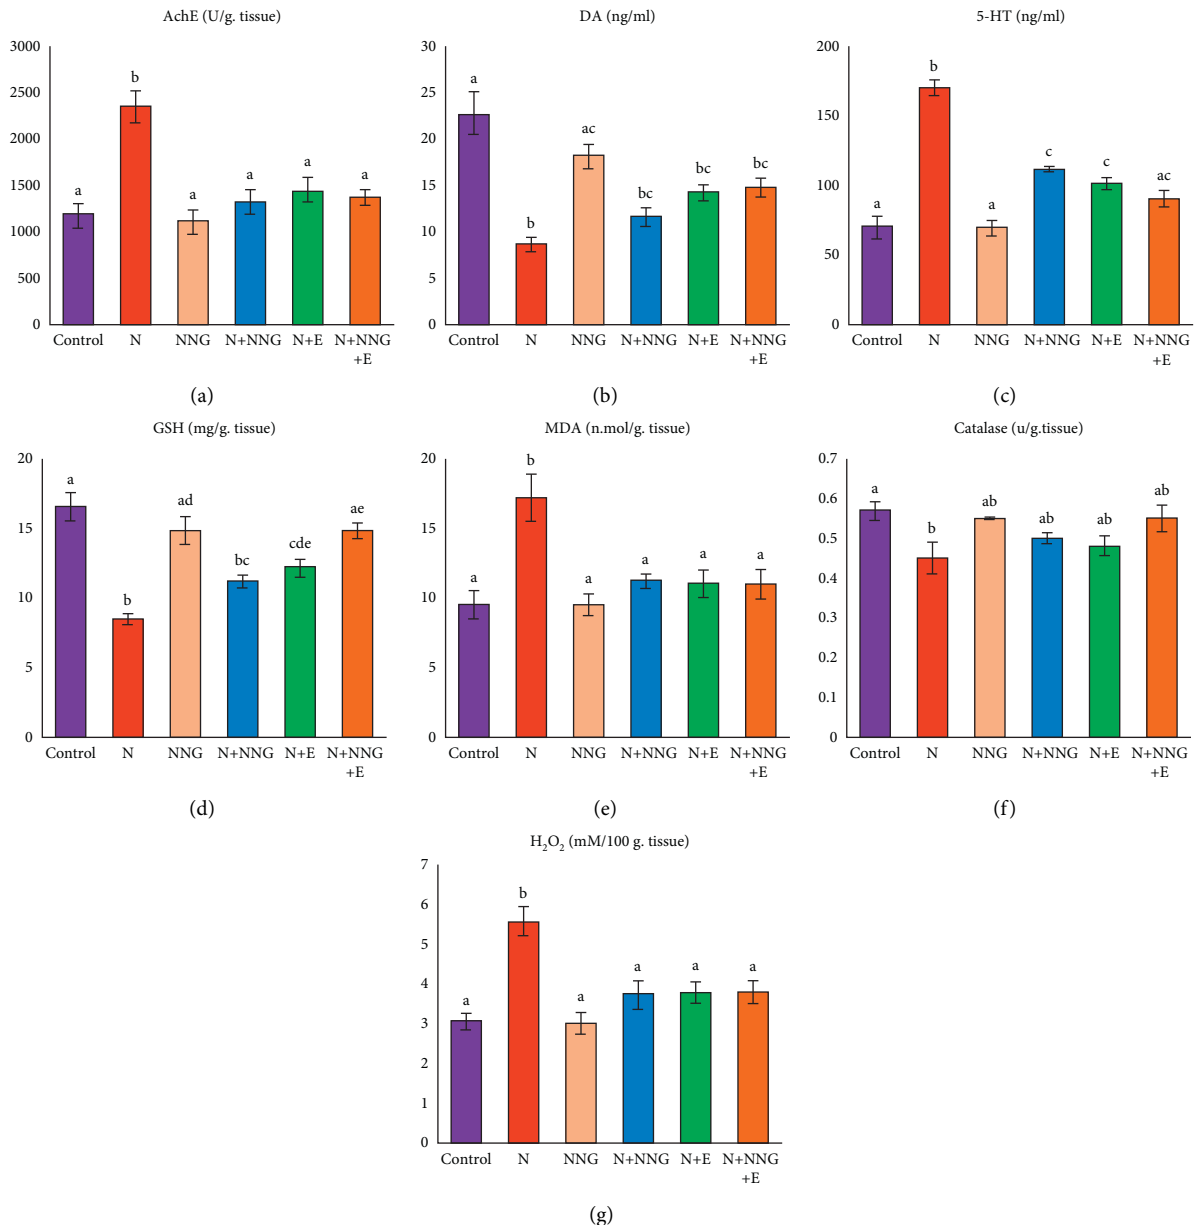 AchE (U/g. tissue)
3000
2500
2000
1500
1000
500
0
a
b
a
a
a
a
Control
N
NNG
N+NNG
N+E
N+NNG
+E
(a)
DA (ng/ml)
30
25
20
15
10
5
0
a
b
ac
bc
bc
bc
Control
N
NNG
N+NNG
N+E
N+NNG
+E
(b)
5-HT (ng/ml)
200
150
100
50
0
a
b
a
c
c
ac
Control
N
NNG
N+NNG
N+E
N+NNG
+E
(c)
GSH (mg/g. tissue)
20
15
10
5
0
a
b
ad
bc
cde
ae
Control
N
NNG
N+NNG
N+E
N+NNG
+E
(d)
MDA (n.mol/g. tissue)
20
15
10
5
0
a
b
a
a
a
a
Control
N
NNG
N+NNG
N+E
N+NNG
+E
(e)
Catalase (u/g.tissue)
0.7
0.6
0.5
0.4
0.3
0.2
0.1
0
a
b
ab
ab
ab
ab
Control
N
NNG
N+NNG
N+E
N+NNG
+E
(f)
H₂O₂ (mM/100 g. tissue)
7
6
5
4
3
2
1
0
a
b
a
a
a
a
Control
N
NNG
N+NNG
N+E
N+NNG
+E
(g)